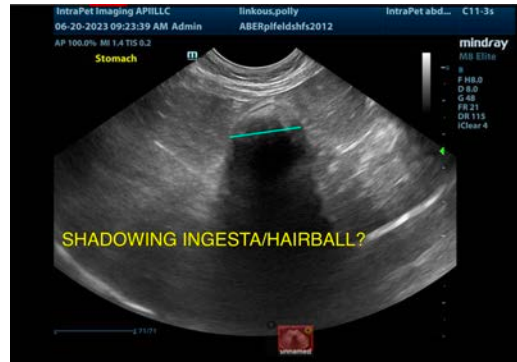 IntraPet Imaging APIILLC linkous,polly IntraPet abd... C11-3s
06-20-2023 09:23:39 AM Admin ABERplfeldshfs2012
AP 100.0% MI 1.4 TIS 0.2
mindray
M8 Elite
Stomach
m
B
F H8.0
D 8.0
G 48
FR 21
DR 115
iClear 4
SHADOWING INGESTA/HAIRBALL?
71/71
unnamed